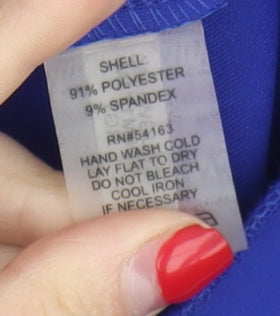 SHELL
91% POLYESTER
9% SPANDEX
RN#54163
HAND WASH COLD
LAY FLAT TO DRY
DO NOT BLEACH
COOL IRON
IF NECESSARY